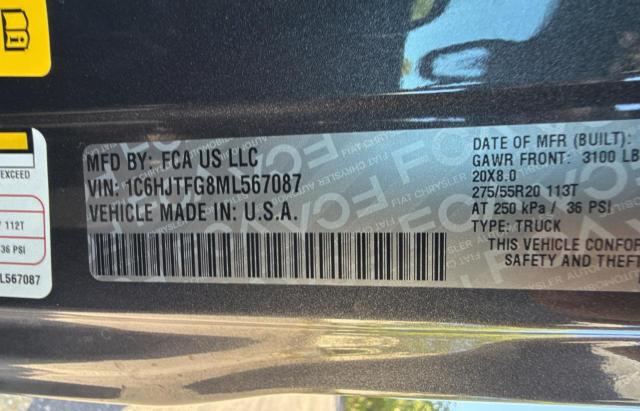 EXCEED
112T
36 PSI
L567087
MFD BY: FCA US LLC
VIN: 1C6HJTFG8ML567087
VEHICLE MADE IN: U.S.A.
DATE OF MFR (BUILT):
GAWR FRONT: 3100 LB
20X8.0
275/55R20 113T
AT 250 kPa / 36 PSI
TYPE: TRUCK
THIS VEHICLE CONFOR
SAFETY AND THEFT